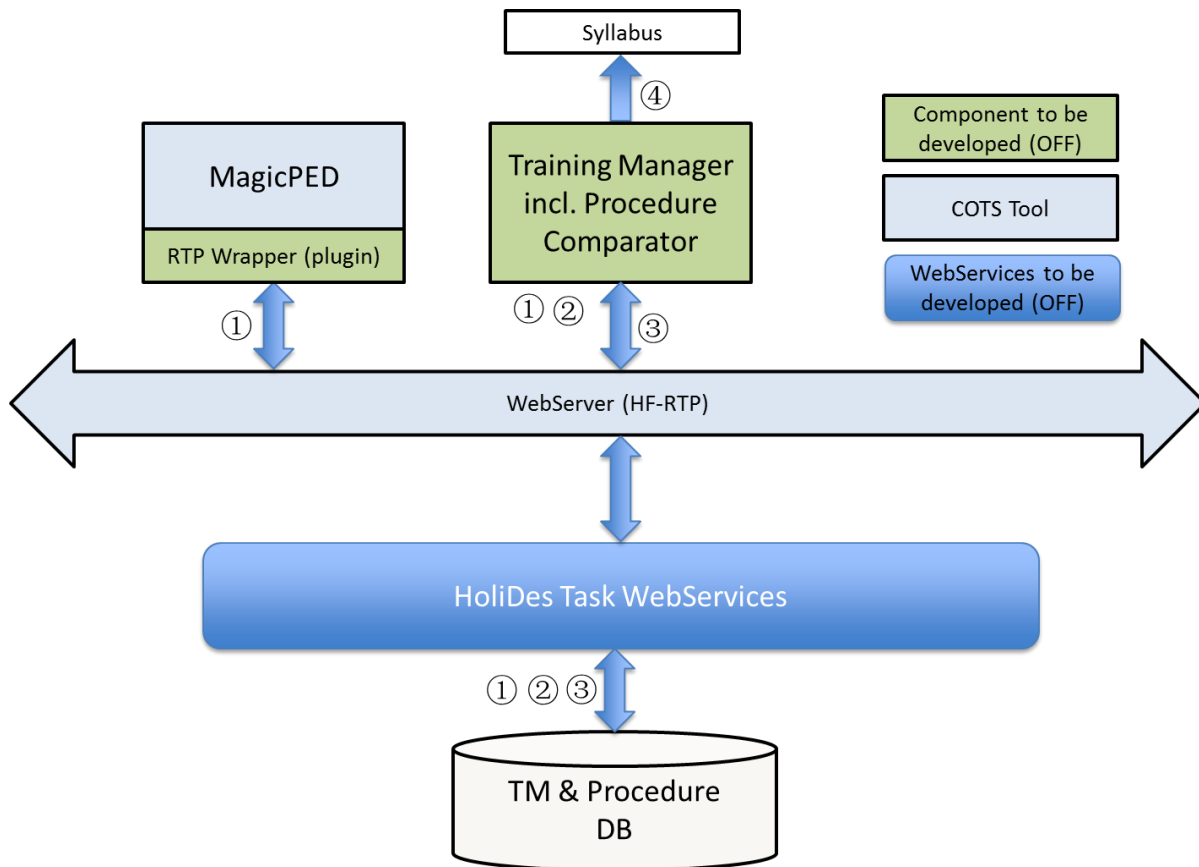 Syllabus
④
MagicPED
RTP Wrapper (plugin)
①
Training Manager
incl. Procedure
Comparator
① ②
③
Component to be
developed (OFF)
COTS Tool
WebServices to be
developed (OFF)
WebServer (HF-RTP)
HoliDes Task WebServices
① ② ③
TM & Procedure
DB